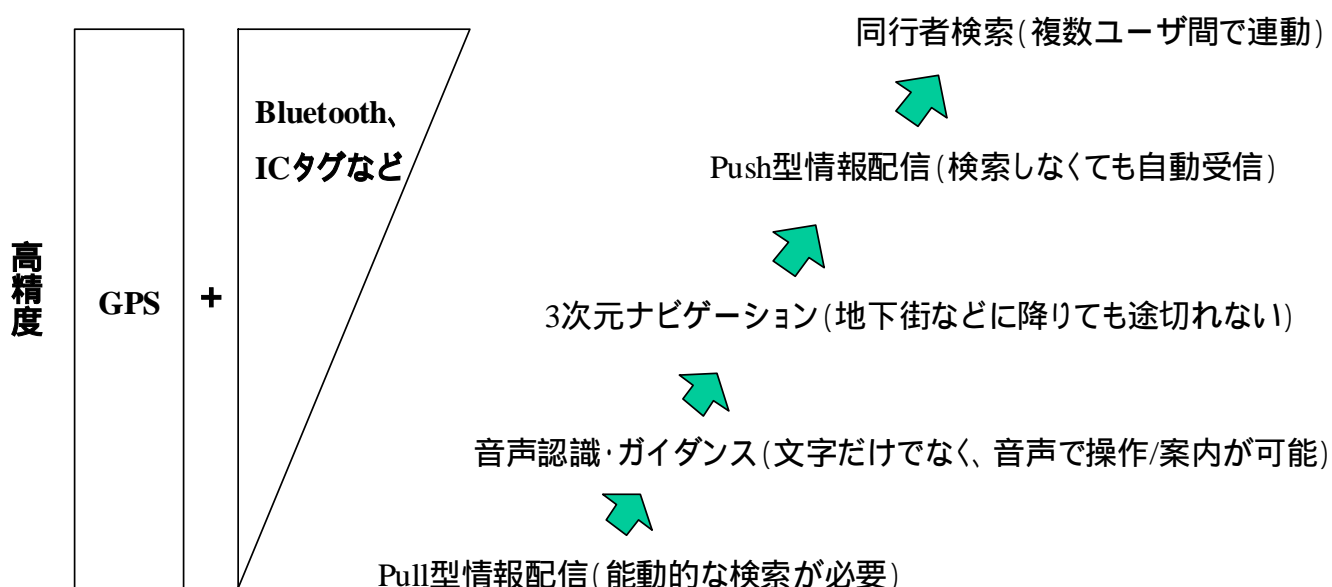 同行者検索(複数ユーザ間で連動)
Bluetooth、
ICタグなど
Push型情報配信(検索しなくても自動受信)
高精度
GPS
+
3次元ナビゲーション(地下街などに降りても途切れない)
音声認識・ガイダンス(文字だけでなく、音声で操作/案内が可能)
Pull型情報配信(能動的な検索が必要)